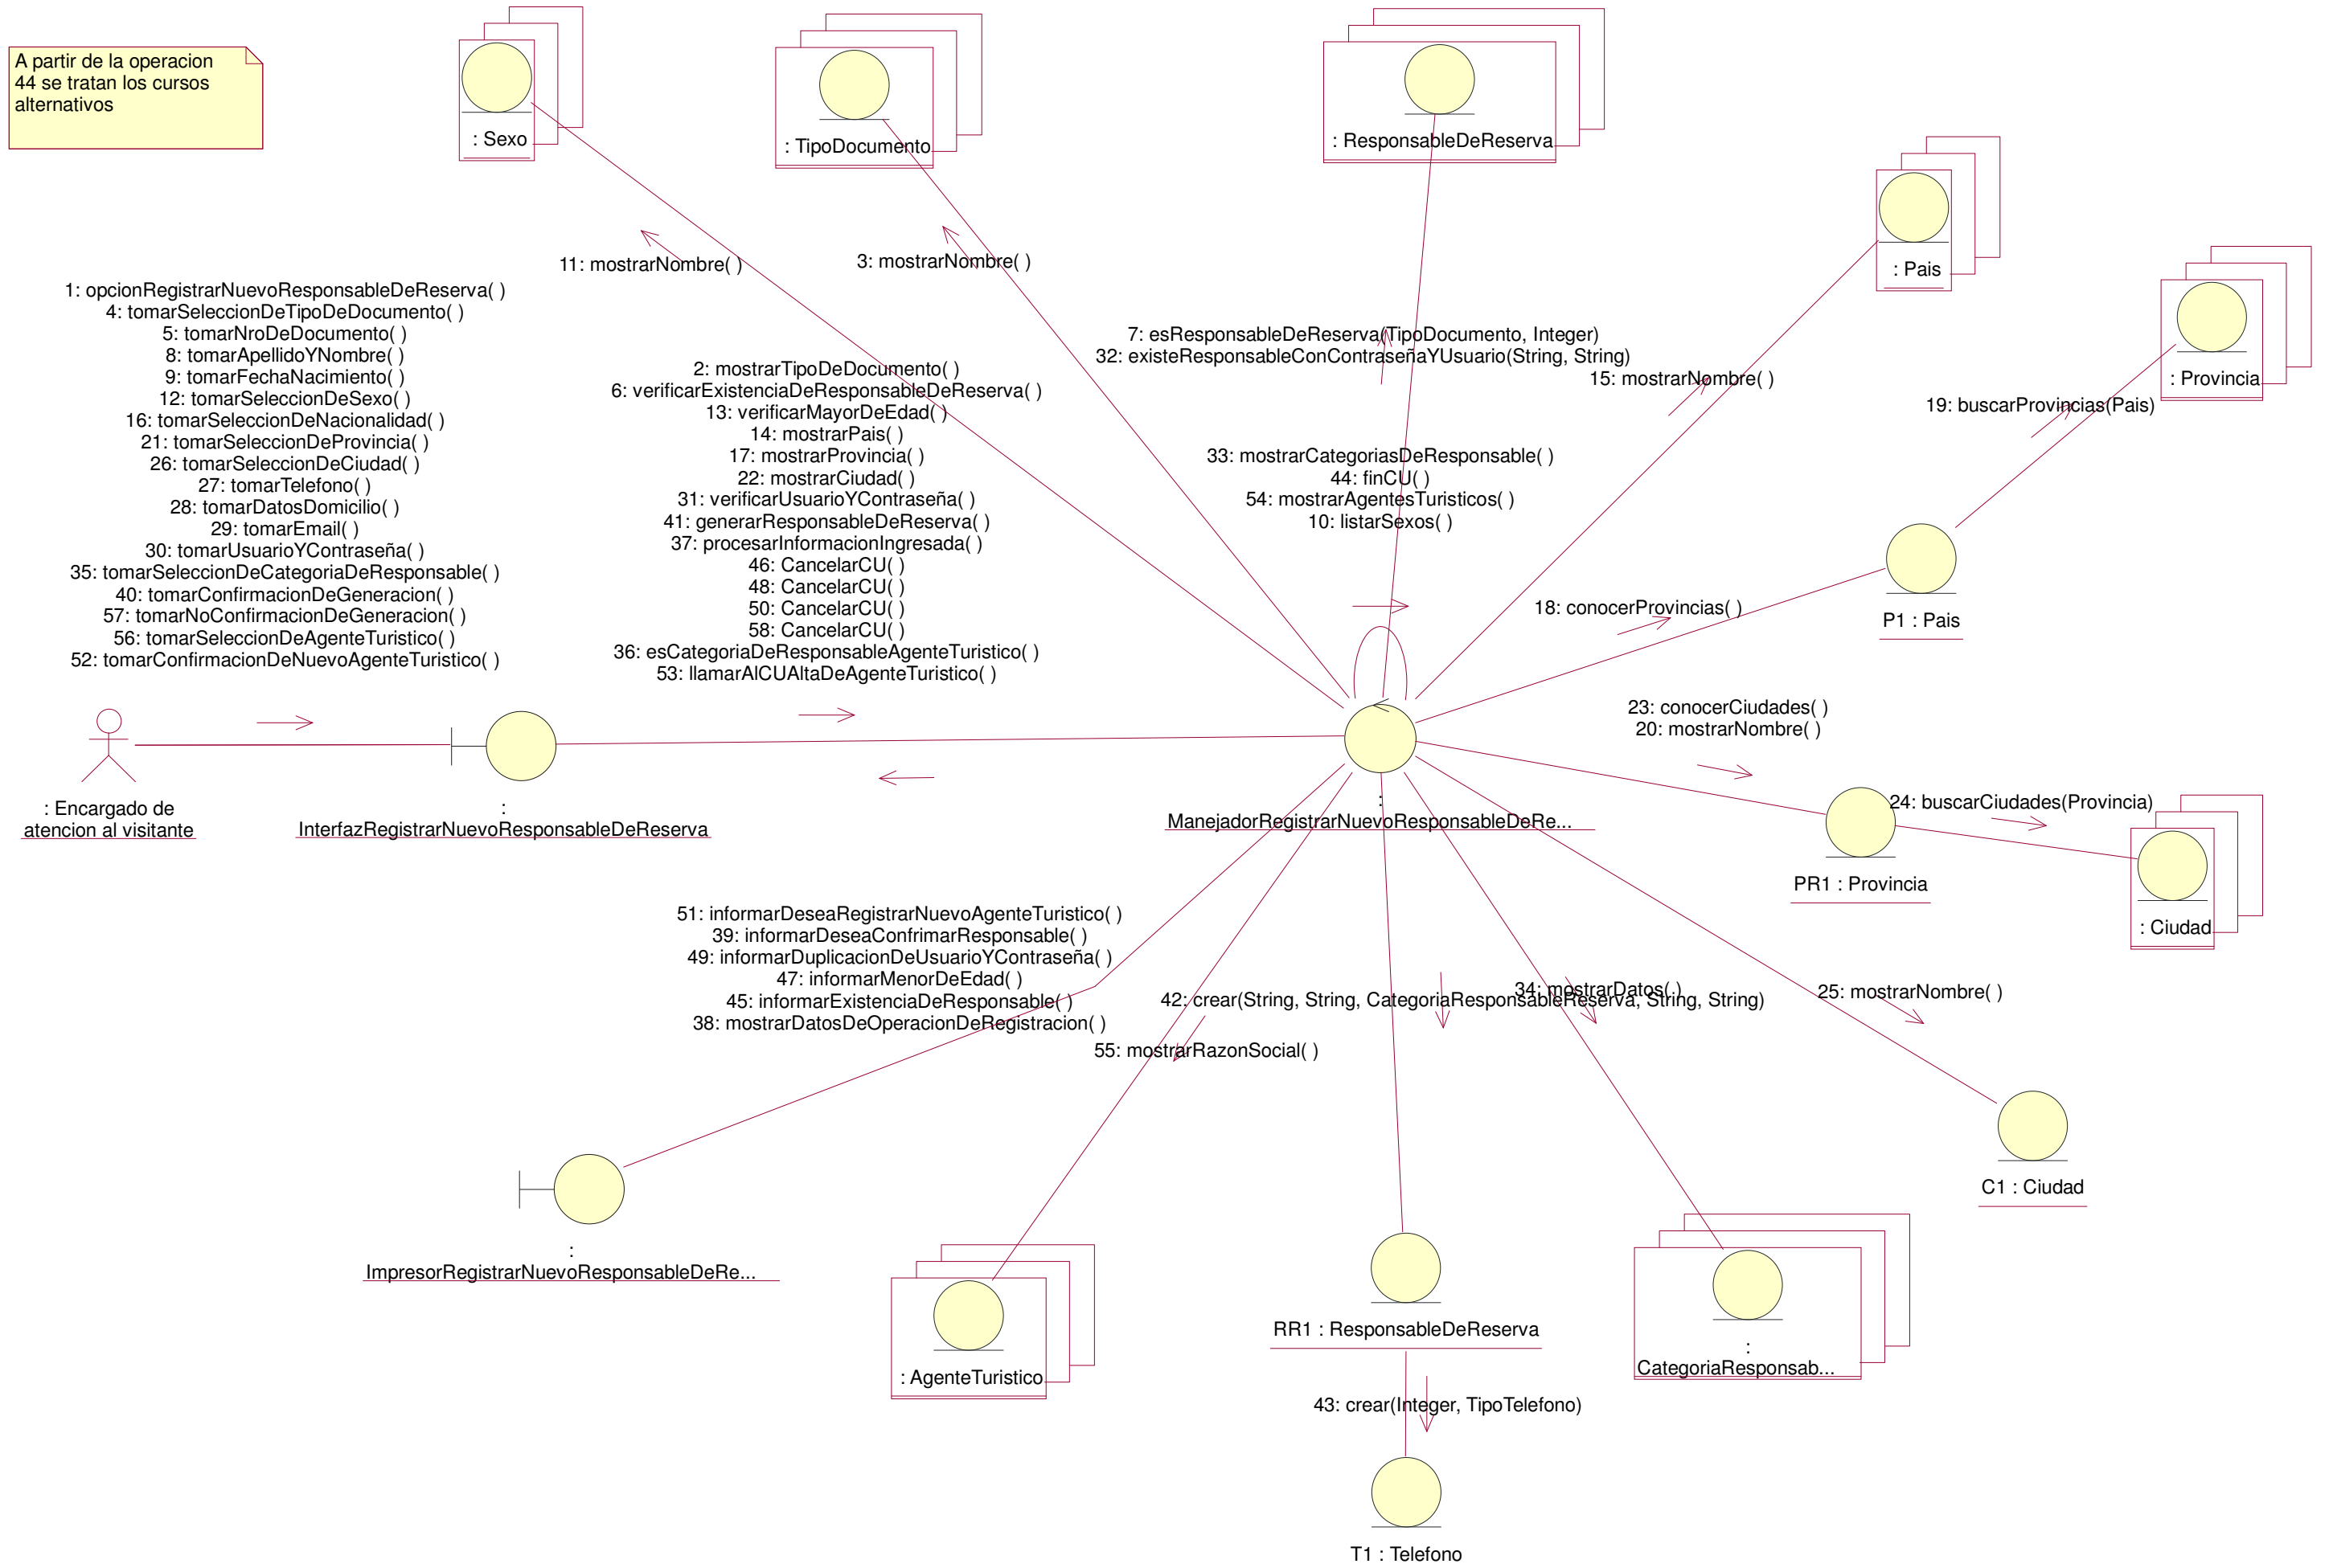 A partir de la operacion
44 se tratan los cursos
alternativos
: Sexo
: TipoDocumento
: ResponsableDeReserva
: Pais
: Provincia
11: mostrarNombre( )
3: mostrarNombre( )
1: opcionRegistrarNuevoResponsableDeReserva( )
4: tomarSeleccionDeTipoDeDocumento( )
5: tomarNroDeDocumento( )
8: tomarApellidoYNombre( )
9: tomarFechaNacimiento( )
12: tomarSeleccionDeSexo( )
16: tomarSeleccionDeNacionalidad( )
21: tomarSeleccionDeProvincia( )
26: tomarSeleccionDeCiudad( )
27: tomarTelefono( )
28: tomarDatosDomicilio( )
29: tomarEmail( )
30: tomarUsuarioYContraseña( )
35: tomarSeleccionDeCategoriaDeResponsable( )
40: tomarConfirmacionDeGeneracion( )
57: tomarNoConfirmacionDeGeneracion( )
56: tomarSeleccionDeAgenteTuristico( )
52: tomarConfirmacionDeNuevoAgenteTuristico( )
2: mostrarTipoDeDocumento( )
6: verificarExistenciaDeResponsableDeReserva( )
13: verificarMayorDeEdad( )
14: mostrarPais( )
17: mostrarProvincia( )
22: mostrarCiudad( )
31: verificarUsuarioYContraseña( )
41: generarResponsableDeReserva( )
37: procesarInformacionIngresada( )
46: CancelarCU( )
48: CancelarCU( )
50: CancelarCU( )
58: CancelarCU( )
36: esCategoriaDeResponsableAgenteTuristico( )
53: llamarAlCUAltaDeAgenteTuristico( )
7: esResponsableDeReserva(TipoDocumento, Integer)
32: existeResponsableConContraseñaYUsuario(String, String)
15: mostrarNombre( )
19: buscarProvincias(Pais)
33: mostrarCategoriasDeResponsable( )
44: finCU( )
54: mostrarAgentesTuristicos( )
10: listarSexos( )
18: conocerProvincias( )
P1 : Pais
23: conocerCiudades( )
20: mostrarNombre( )
: Encargado de
atencion al visitante
:
InterfazRegistrarNuevoResponsableDeReserva
:
ManejadorRegistrarNuevoResponsableDeRe...
24: buscarCiudades(Provincia)
PR1 : Provincia
: Ciudad
51: informarDeseaRegistrarNuevoAgenteTuristico( )
39: informarDeseaConfrimarResponsable( )
49: informarDuplicacionDeUsuarioYContraseña( )
47: informarMenorDeEdad( )
45: informarExistenciaDeResponsable( )
38: mostrarDatosDeOperacionDeRegistracion( )
42: crear(String, String, CategoriaResponsableReserva, String, String)
34: mostrarDatos( )
25: mostrarNombre( )
55: mostrarRazonSocial( )
C1 : Ciudad
:
ImpresorRegistrarNuevoResponsableDeRe...
: AgenteTuristico
RR1 : ResponsableDeReserva
:
CategoriaResponsab...
43: crear(Integer, TipoTelefono)
T1 : Telefono